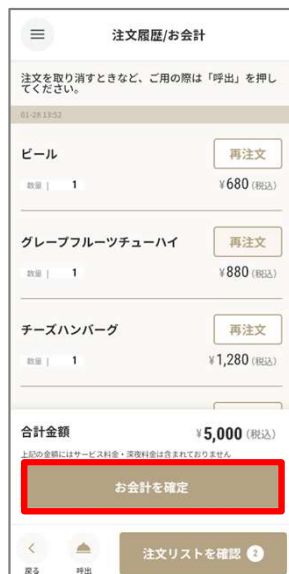 注文履歴/お会計
注文を取り消すときなど、ご用の際は「呼出」を押し
てください。
01-28 13:52
ビール
再注文
数量 | 1
¥680 (税込)
グレープフルーツチューハイ
再注文
数量 | 1
¥880 (税込)
チーズハンバーグ
再注文
数量 | 1
¥1,280 (税込)
合計金額
¥5,000 (税込)
上記の金額にはサービス料金・深夜料金は含まれておりません
お会計を確定
戻る
呼出
注文リストを確認 2